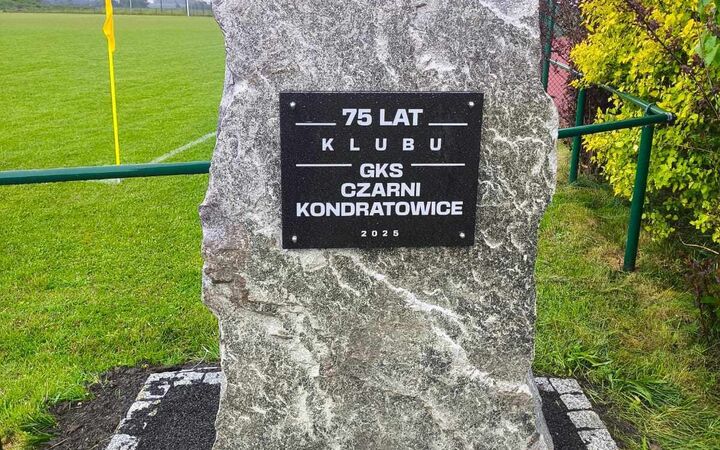 75 LAT
KLUBU
GKS
CZARNI
KONDRATOWICE
2025